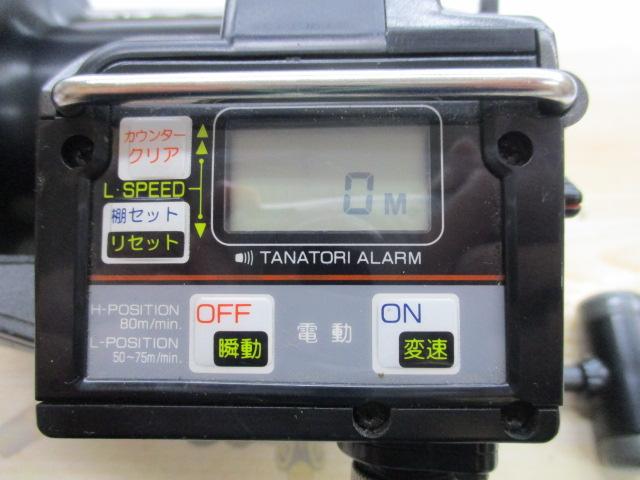 カウンター
クリア
L・SPEED
棚セット
リセット
0 M
TANATORI ALARM
H-POSITION
80m/min.
L-POSITION
50~75m/min.
OFF
瞬動
電動
ON
変速